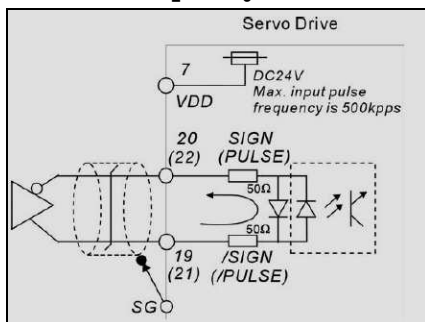 Servo Drive
7
VDD
DC24V
Max. input pulse
frequency is 500kpps
20
(22)
SIGN
(PULSE)
50Ω
50Ω
19
(21)
/SIGN
(/PULSE)
SG